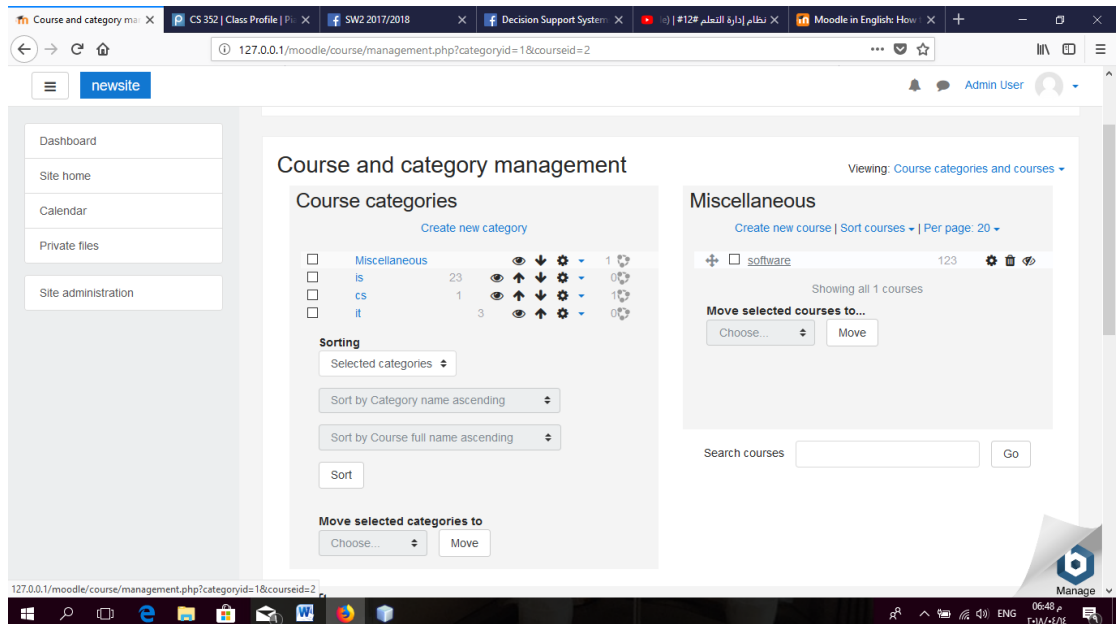 Course and category mar
CS 352 | Class Profile | Pia
SW2 2017/2018
Decision Support System
نظام إدارة التعلم #12| (le
Moodle in English: How t
127.0.0.1/moodle/course/management.php?categoryid=1&courseid=2
newsite
Admin User
Dashboard
Site home
Calendar
Private files
Site administration
Course and category management
Viewing: Course categories and courses
Course categories
Create new category
Miscellaneous 1
is 23 0
cs 1 1
it 3 0
Sorting
Selected categories
Sort by Category name ascending
Sort by Course full name ascending
Sort
Move selected categories to
Choose... Move
Miscellaneous
Create new course | Sort courses | Per page: 20
software 123
Showing all 1 courses
Move selected courses to...
Choose... Move
Search courses Go
Manage
127.0.0.1/moodle/course/management.php?categoryid=1&courseid=2
ENG
06:48 م
٢٠١٨/٠٤/١٤